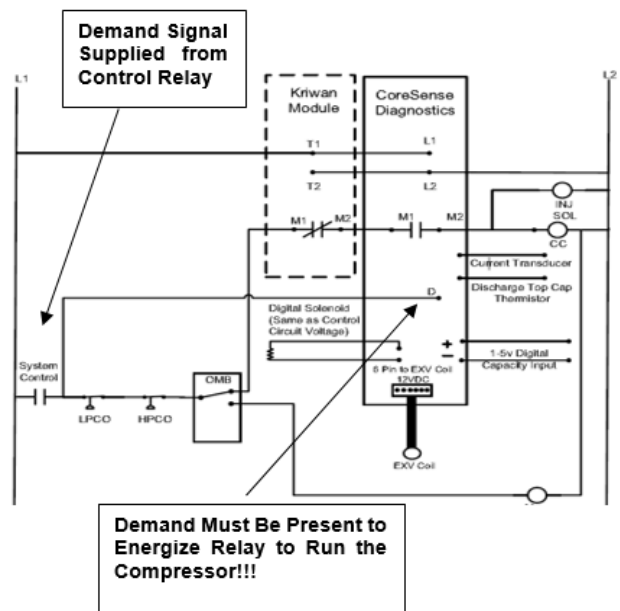 Demand Signal
Supplied from
Control Relay
L1
L2
Kriwan
Module
CoreSense
Diagnostics
T1
L1
T2
L2
M1
M2
M1
M2
INJ
SOL
CC
Current Transducer
Discharge Top Cap
Thermistor
D
Digital Solenoid
(Same as Control
Circuit Voltage)
+
−
1-5v Digital
Capacity Input
6 Pin to EXV Coil
12VDC
System
Control
OMB
LPCO
HPCO
EXV Coil
Demand Must Be Present to
Energize Relay to Run the
Compressor!!!